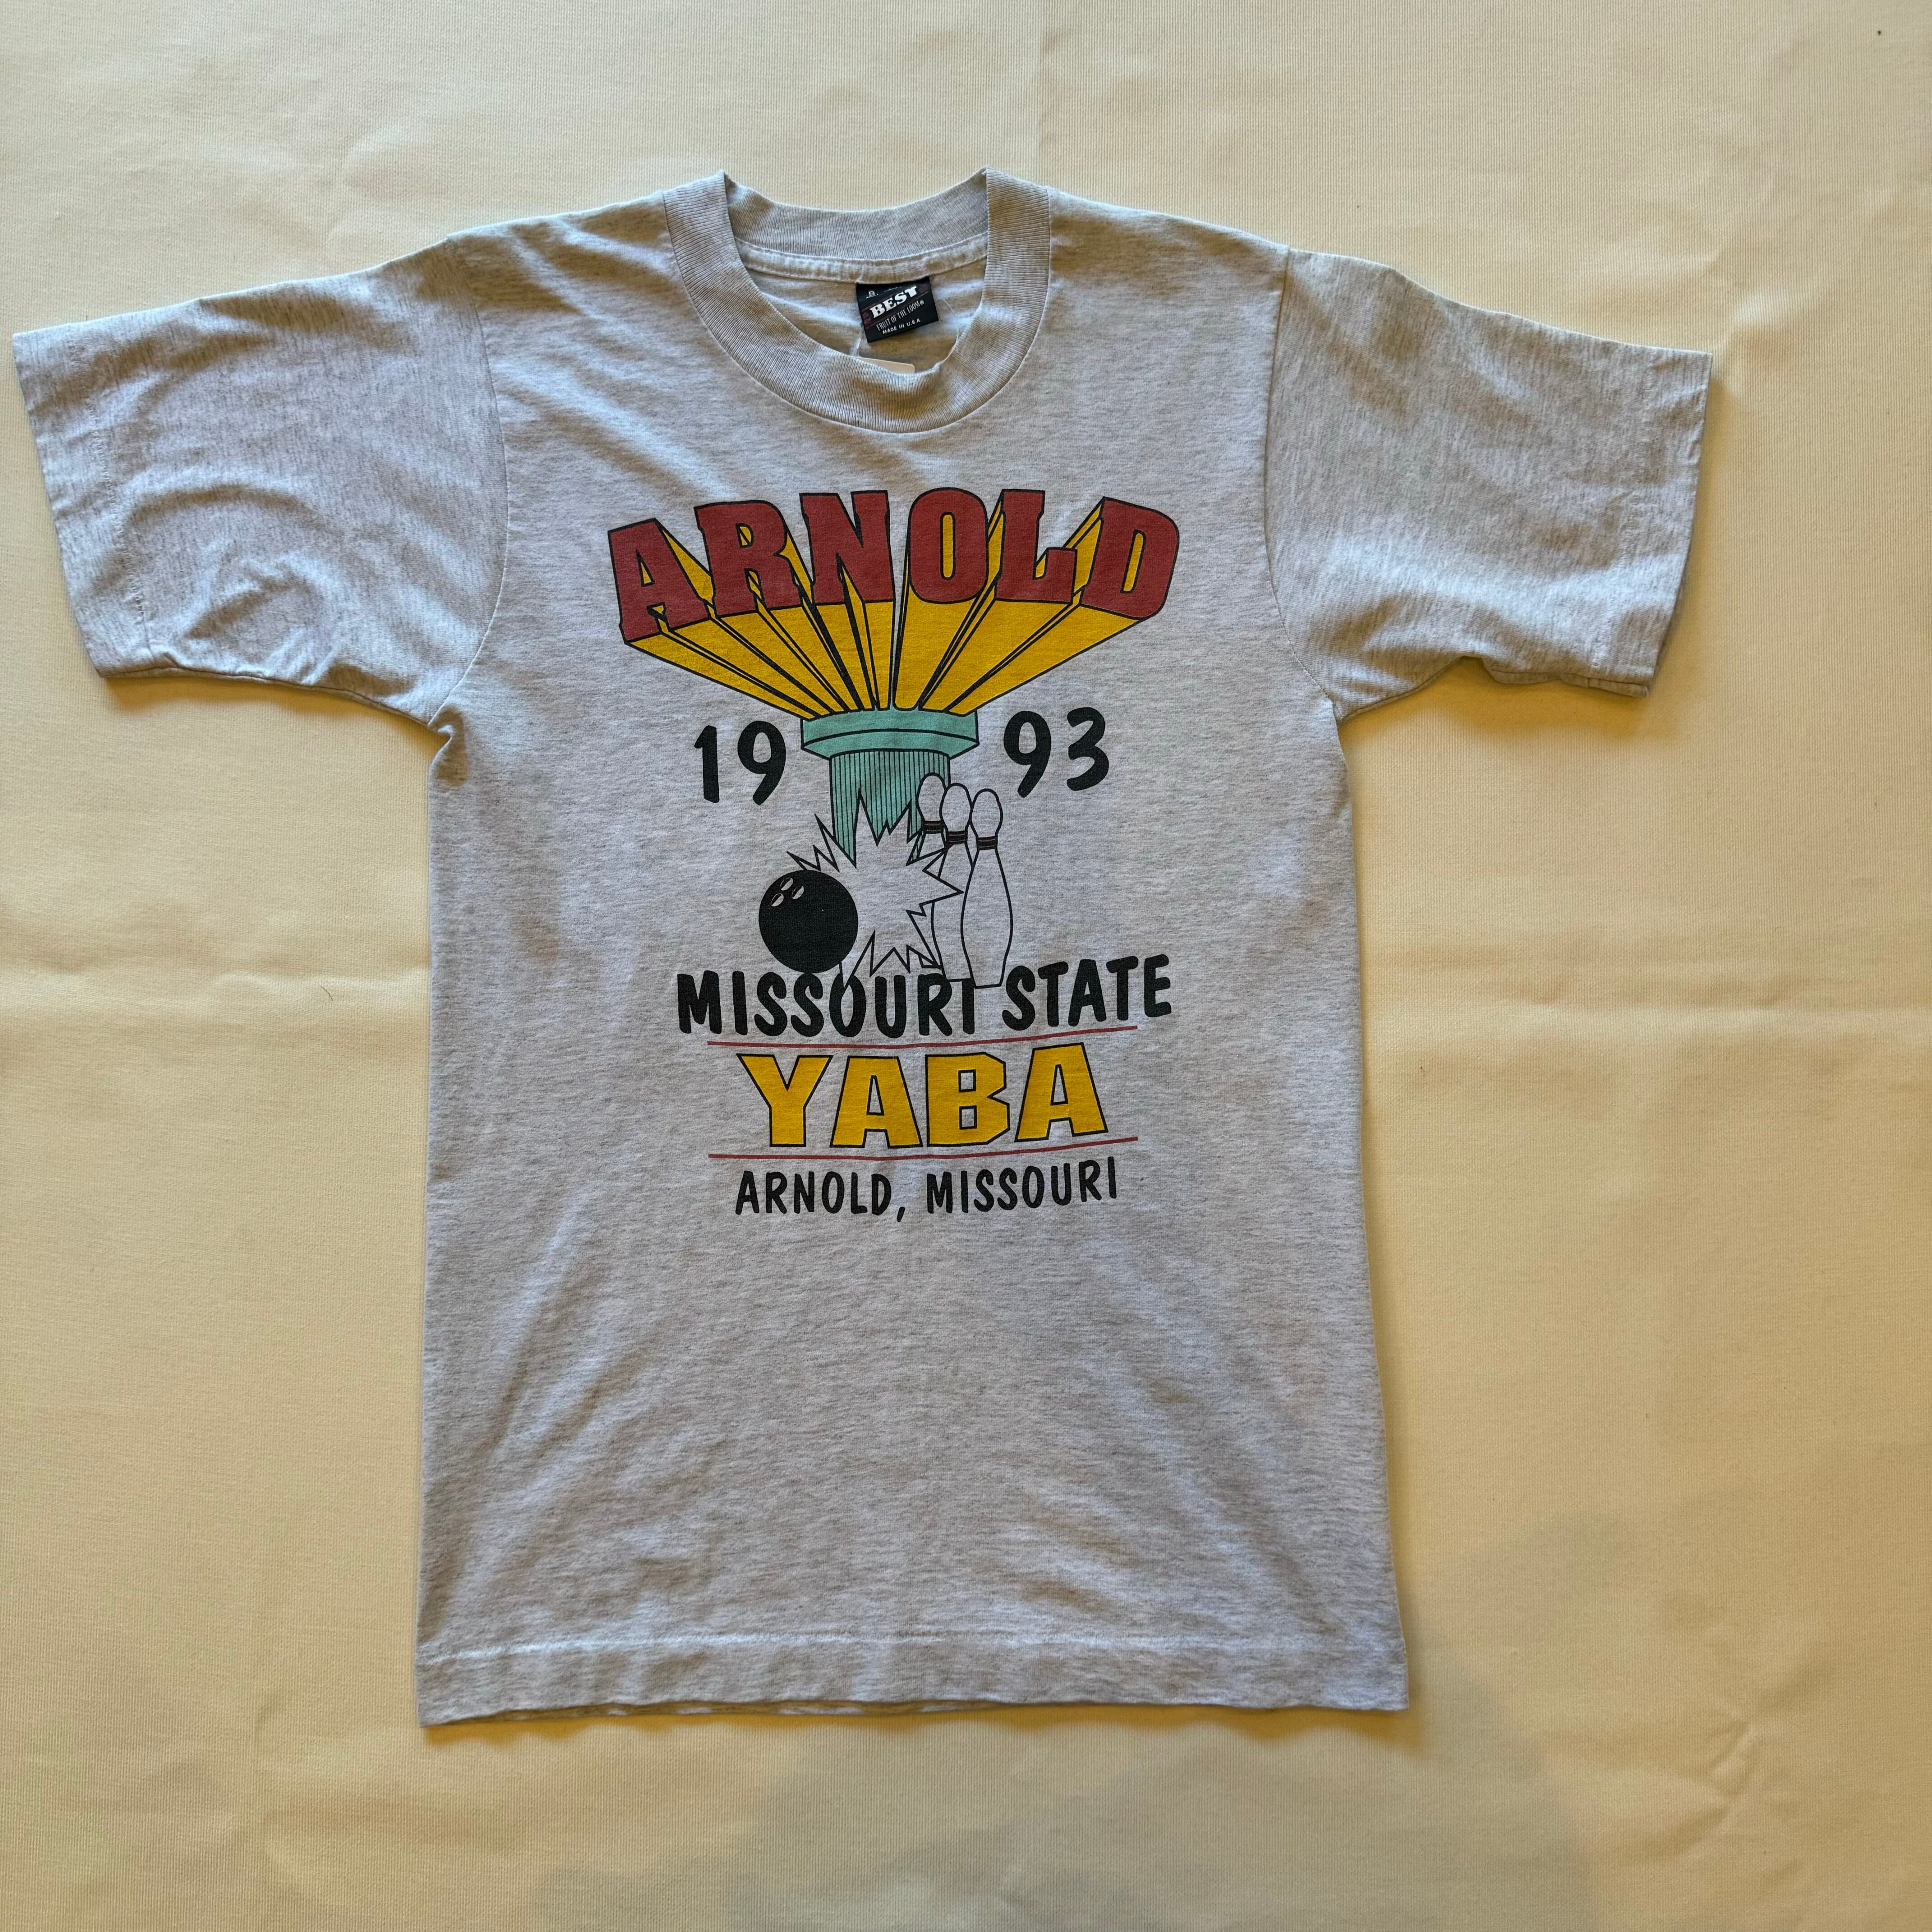 BEST
FRUIT OF THE LOOM®
MADE IN U.S.A.
ARNOLD
19 93
MISSOURI STATE
YABA
ARNOLD, MISSOURI